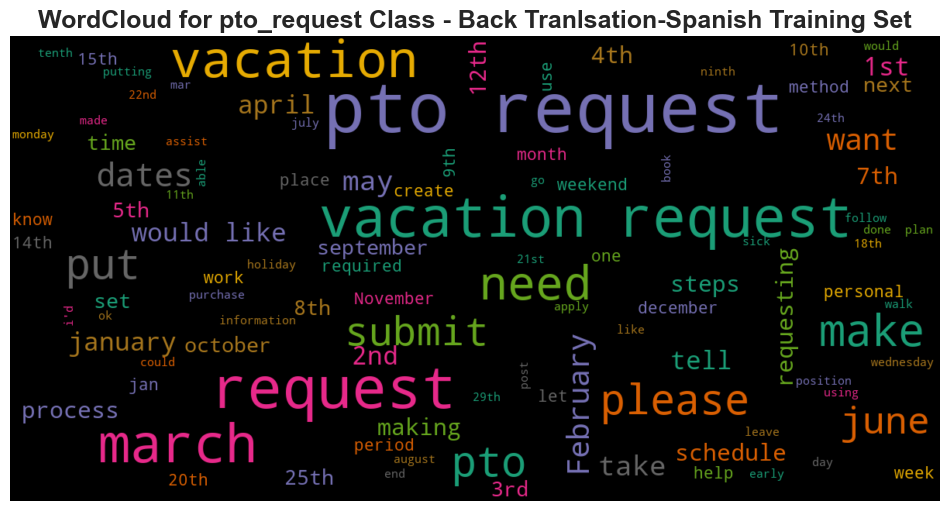 WordCloud for pto_request Class - Back Tranlsation-Spanish Training Set
tenth 15th putting vacation 12th use 4th 10th would 1st
22nd mar april july pto request ninth method next
monday made time assist 24th want
dates able 11th place may create 9th month go weekend book 7th
know 14th 5th would like vacation request follow done plan 18th
put september required holiday work 21st one sick
set purchase need steps requesting personal
i'd ok information 8th November apply december walk
january october could submit 2nd like make wednesday
jan request post 29th let February tell position using
process making please june
march period august pto take schedule leave day
20th 25th end 3rd help early week